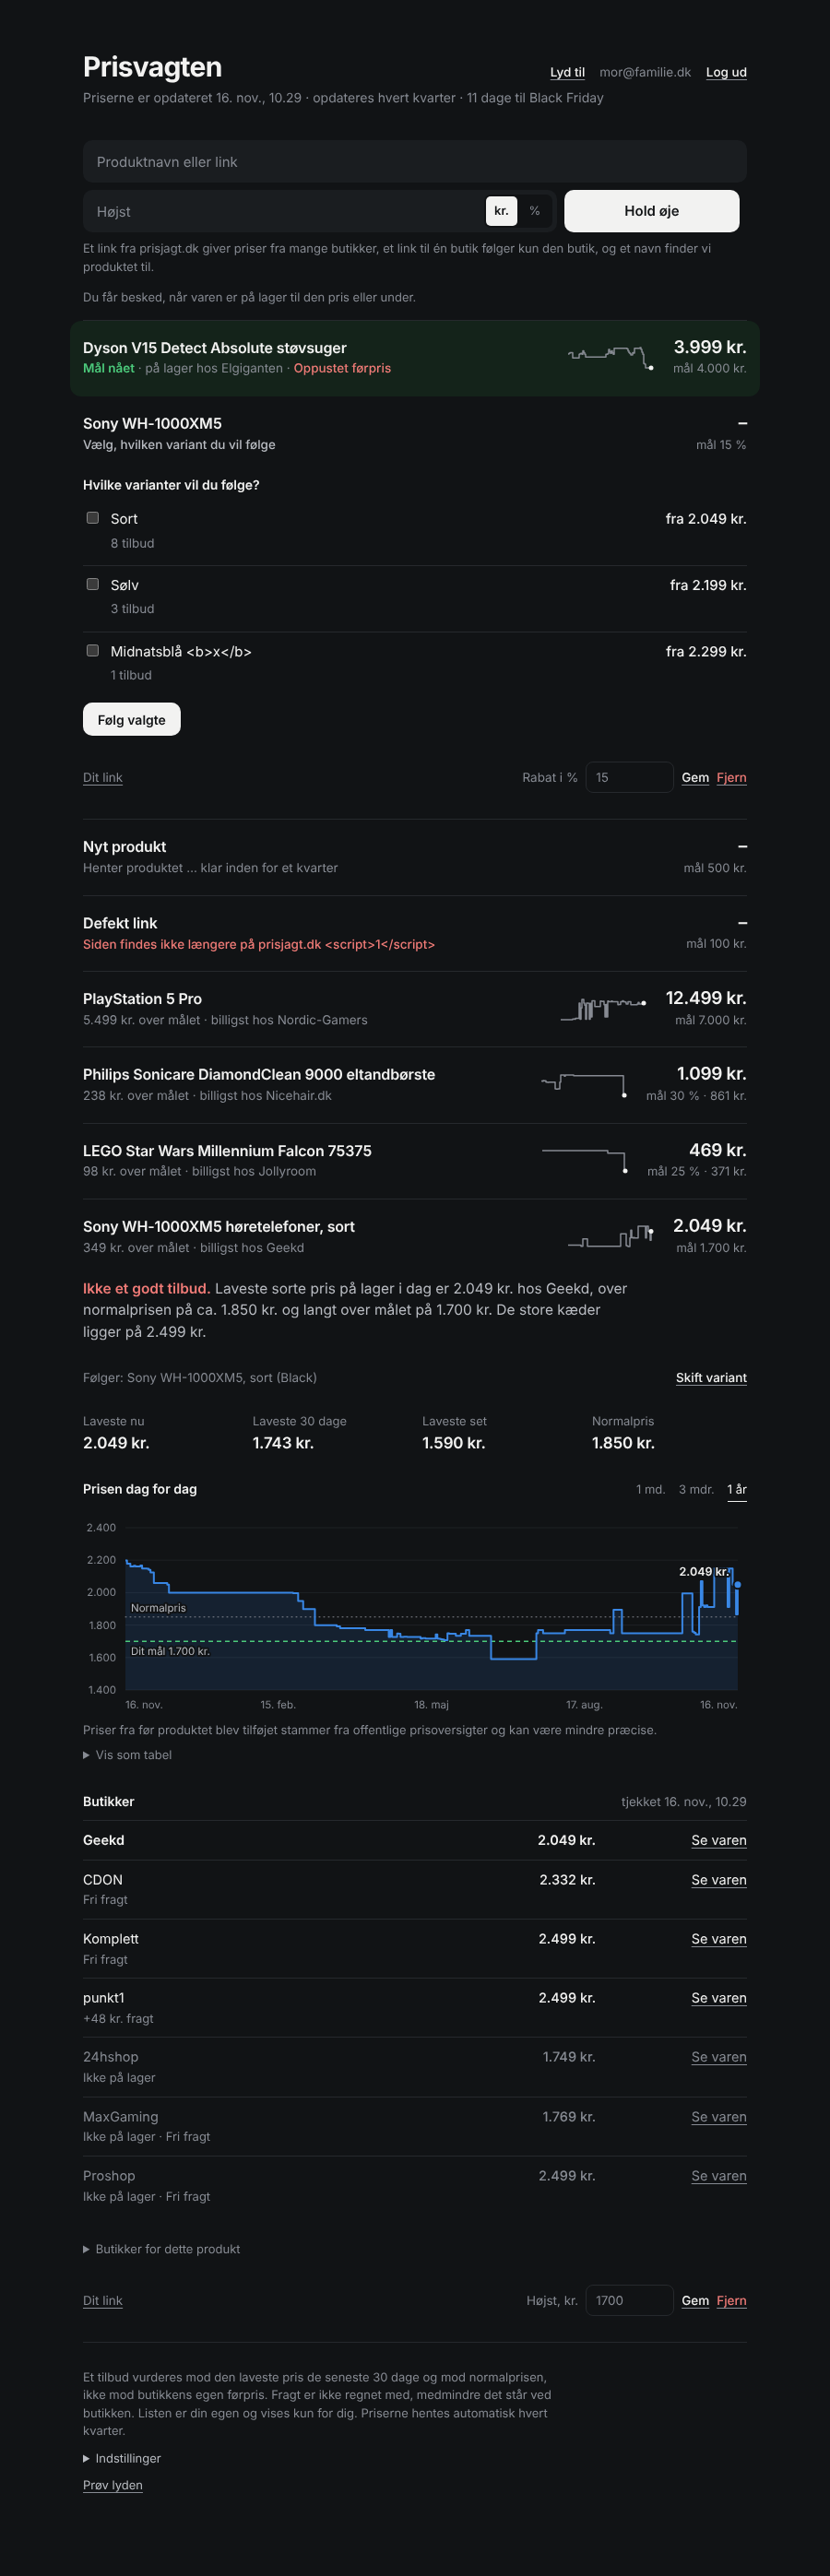 Prisvagten
Lyd til mor@familie.dk Log ud
Priserne er opdateret 16. nov., 10.29 · opdateres hvert kvarter · 11 dage til Black Friday
Produktnavn eller link
Højst kr. % Hold øje
Et link fra prisjagt.dk giver priser fra mange butikker, et link til én butik følger kun den butik, og et navn finder vi
produktet til.
Du får besked, når varen er på lager til den pris eller under.
Dyson V15 Detect Absolute støvsuger 3.999 kr.
Mål nået · på lager hos Elgiganten · Oppustet førpris mål 4.000 kr.
Sony WH-1000XM5 –
Vælg, hvilken variant du vil følge mål 15 %
Hvilke varianter vil du følge?
Sort fra 2.049 kr.
8 tilbud
Sølv fra 2.199 kr.
3 tilbud
Midnatsblå <b>x</b> fra 2.299 kr.
1 tilbud
Følg valgte
Dit link Rabat i % 15 Gem Fjern
Nyt produkt –
Henter produktet ... klar inden for et kvarter mål 500 kr.
Defekt link –
Siden findes ikke længere på prisjagt.dk <script>1</script> mål 100 kr.
PlayStation 5 Pro 12.499 kr.
5.499 kr. over målet · billigst hos Nordic-Gamers mål 7.000 kr.
Philips Sonicare DiamondClean 9000 eltandbørste 1.099 kr.
238 kr. over målet · billigst hos Nicehair.dk mål 30 % · 861 kr.
LEGO Star Wars Millennium Falcon 75375 469 kr.
98 kr. over målet · billigst hos Jollyroom mål 25 % · 371 kr.
Sony WH-1000XM5 høretelefoner, sort 2.049 kr.
349 kr. over målet · billigst hos Geekd mål 1.700 kr.
Ikke et godt tilbud. Laveste sorte pris på lager i dag er 2.049 kr. hos Geekd, over
normalprisen på ca. 1.850 kr. og langt over målet på 1.700 kr. De store kæder
ligger på 2.499 kr.
Følger: Sony WH-1000XM5, sort (Black) Skift variant
Laveste nu Laveste 30 dage Laveste set Normalpris
2.049 kr. 1.743 kr. 1.590 kr. 1.850 kr.
Prisen dag for dag 1 md. 3 mdr. 1 år
2.400
2.200
2.049 kr.
2.000
Normalpris
1.800
Dit mål 1.700 kr.
1.600
1.400
16. nov. 15. feb. 18. maj 17. aug. 16. nov.
Priser fra før produktet blev tilføjet stammer fra offentlige prisoversigter og kan være mindre præcise.
Vis som tabel
Butikker tjekket 16. nov., 10.29
Geekd 2.049 kr. Se varen
CDON 2.332 kr. Se varen
Fri fragt
Komplett 2.499 kr. Se varen
Fri fragt
punkt1 2.499 kr. Se varen
+48 kr. fragt
24hshop 1.749 kr. Se varen
Ikke på lager
MaxGaming 1.769 kr. Se varen
Ikke på lager · Fri fragt
Proshop 2.499 kr. Se varen
Ikke på lager · Fri fragt
Butikker for dette produkt
Dit link Højst, kr. 1700 Gem Fjern
Et tilbud vurderes mod den laveste pris de seneste 30 dage og mod normalprisen,
ikke mod butikkens egen førpris. Fragt er ikke regnet med, medmindre det står ved
butikken. Listen er din egen og vises kun for dig. Priserne hentes automatisk hvert
kvarter.
Indstillinger
Prøv lyden